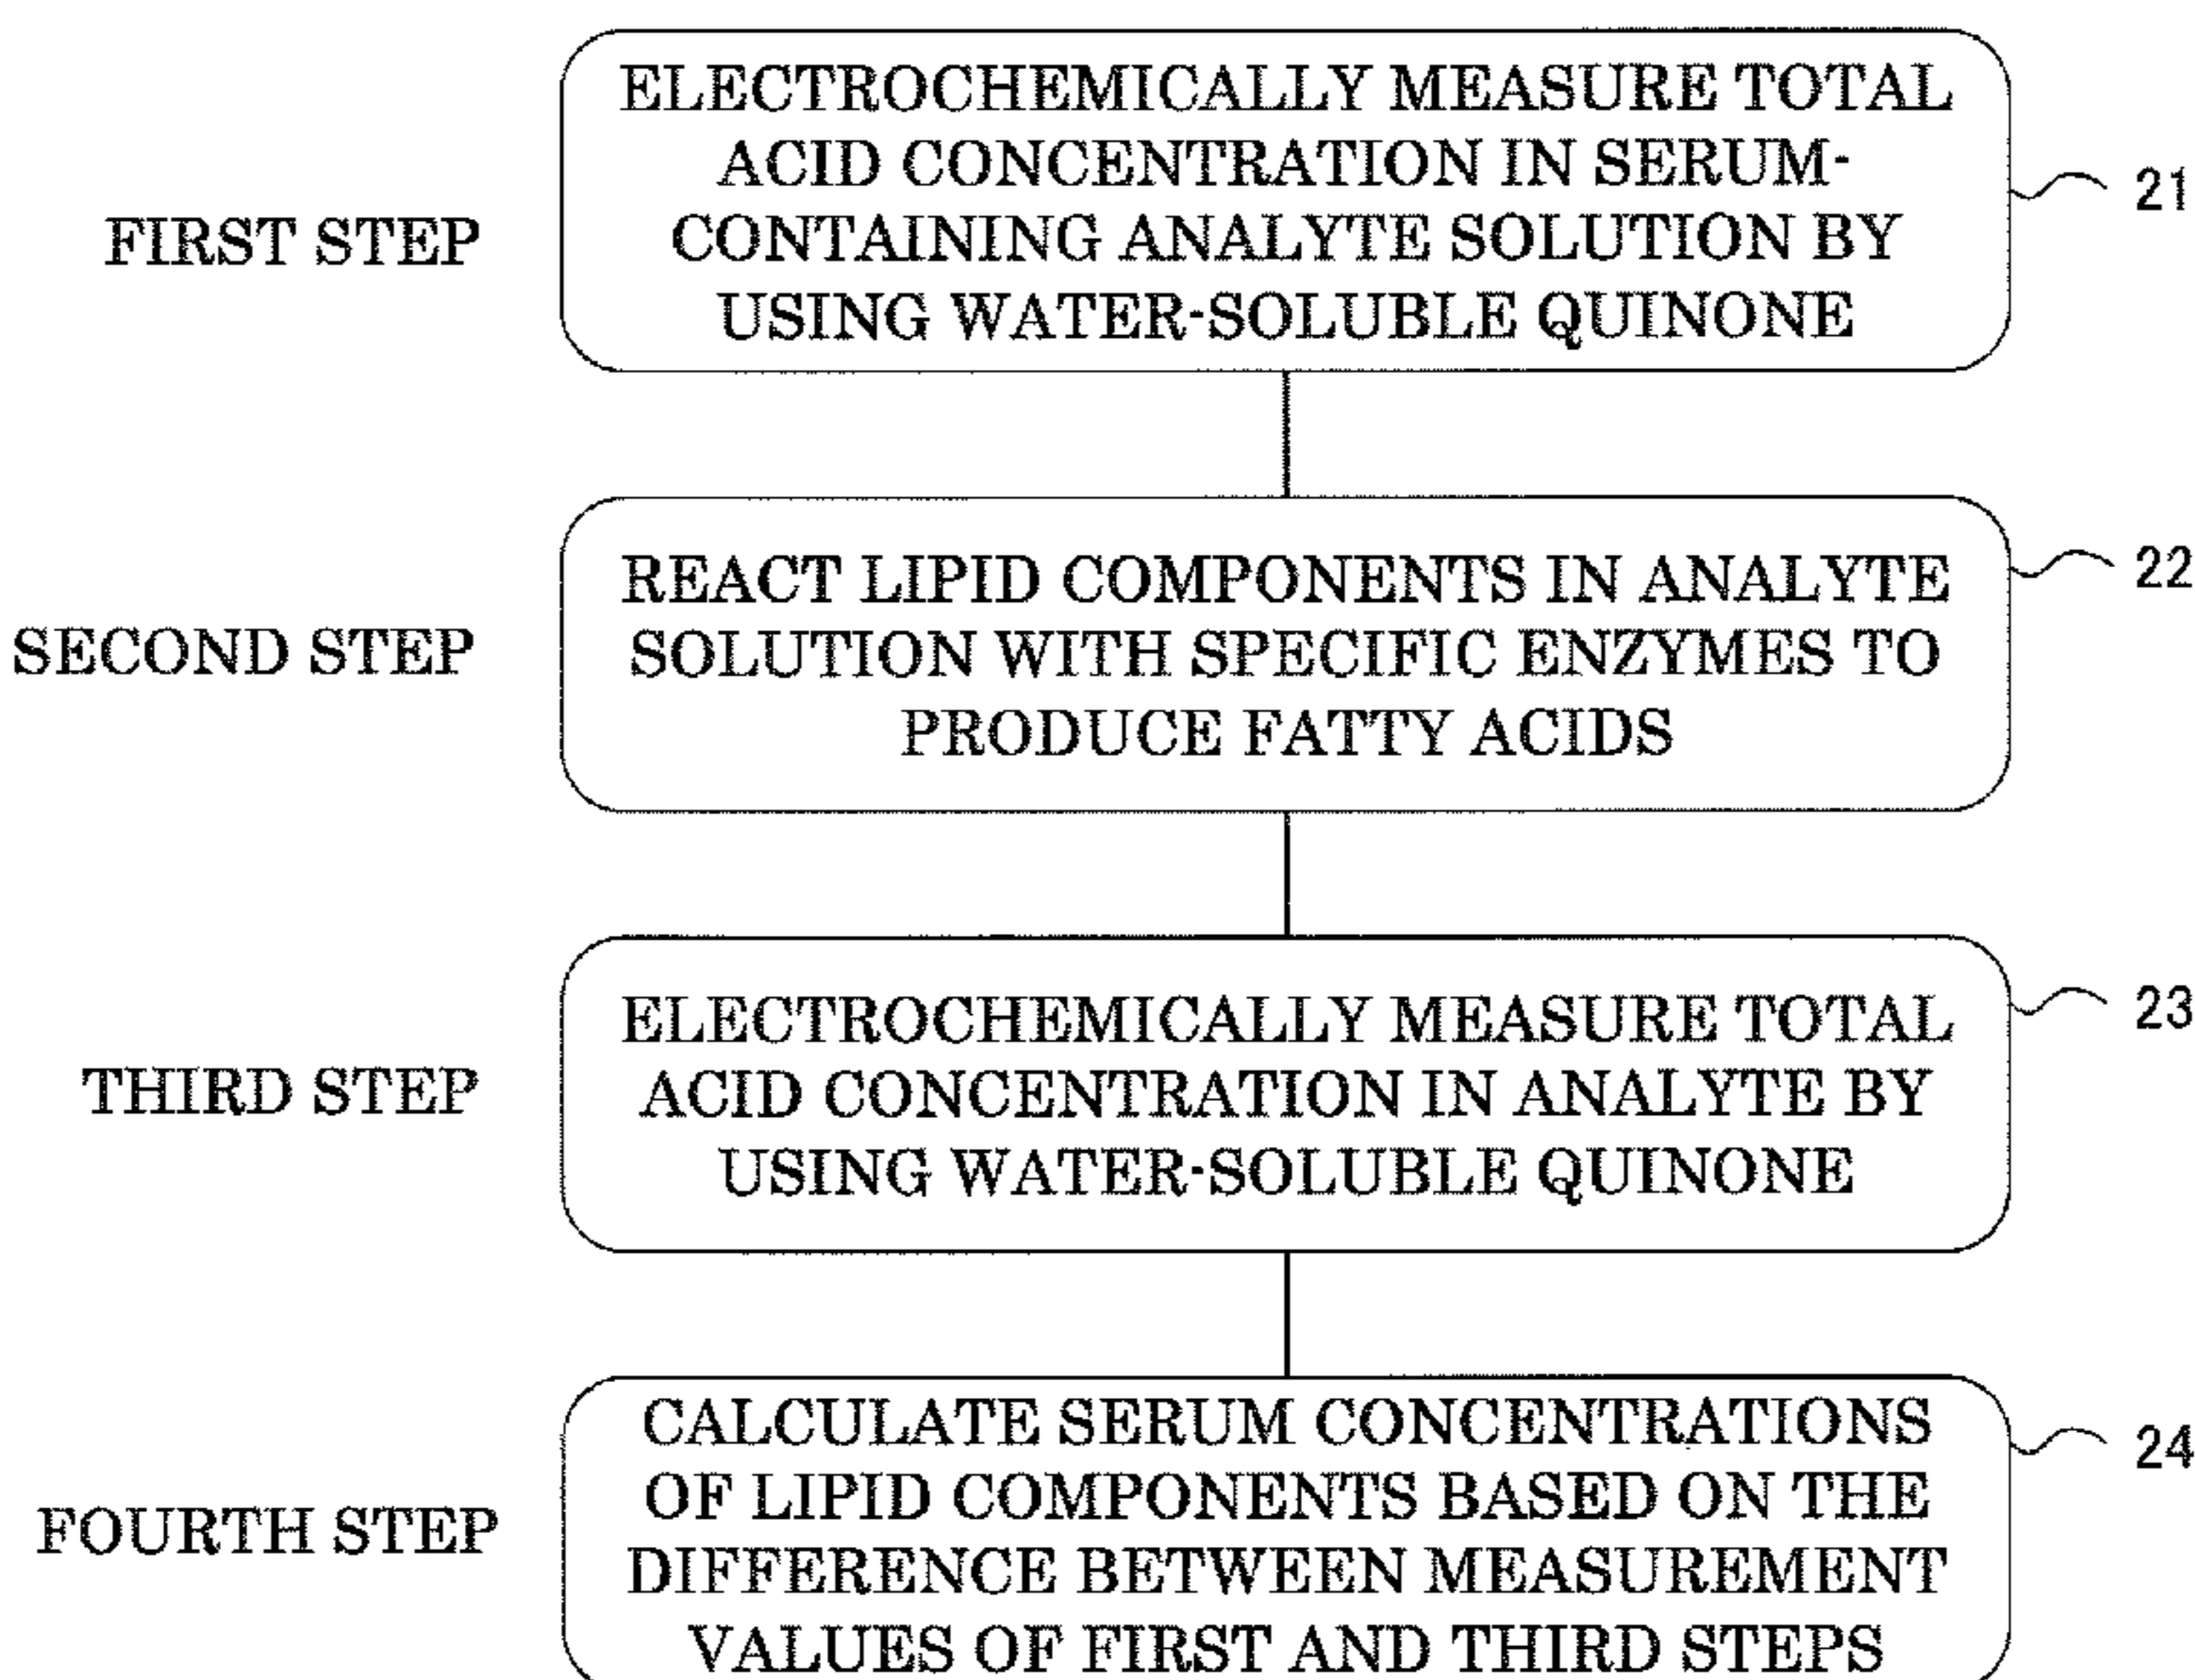 FIRST STEP
ELECTROCHEMICALLY MEASURE TOTAL
ACID CONCENTRATION IN SERUM-
CONTAINING ANALYTE SOLUTION BY
USING WATER-SOLUBLE QUINONE
21
SECOND STEP
REACT LIPID COMPONENTS IN ANALYTE
SOLUTION WITH SPECIFIC ENZYMES TO
PRODUCE FATTY ACIDS
22
THIRD STEP
ELECTROCHEMICALLY MEASURE TOTAL
ACID CONCENTRATION IN ANALYTE BY
USING WATER-SOLUBLE QUINONE
23
FOURTH STEP
CALCULATE SERUM CONCENTRATIONS
OF LIPID COMPONENTS BASED ON THE
DIFFERENCE BETWEEN MEASUREMENT
VALUES OF FIRST AND THIRD STEPS
24